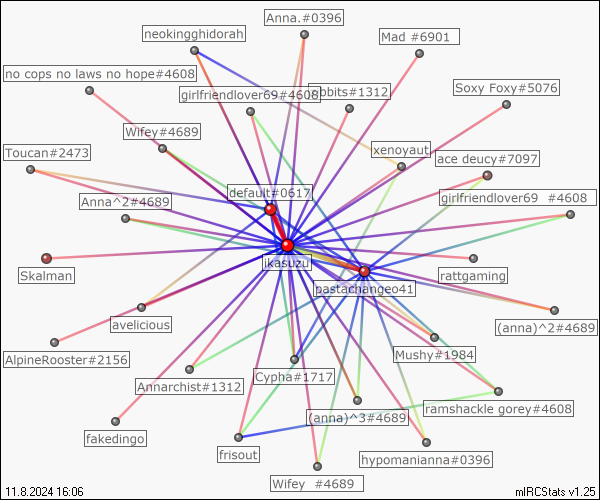 Anna.#0396
neokingghidorah
Mad #6901
no cops no laws no hope#4608
Soxy Foxy#5076
girlfriendlover69#4608
bbits#1312
Wifey#4689
Toucan#2473
xenoyaut
ace deucy#7097
default#0617
Anna^2#4689
girlfriendlover69 #4608
jkasuzu
Skalman
rattgaming
pastachangeo41
avelicious
(anna)^2#4689
AlpineRooster#2156
Mushy#1984
Cypha#1717
Annarchist#1312
ramshackle gorey#4608
(anna)^3#4689
fakedingo
frisout
hypomanianna#0396
Wifey #4689
11.8.2024 16:06
mIRCStats v1.25